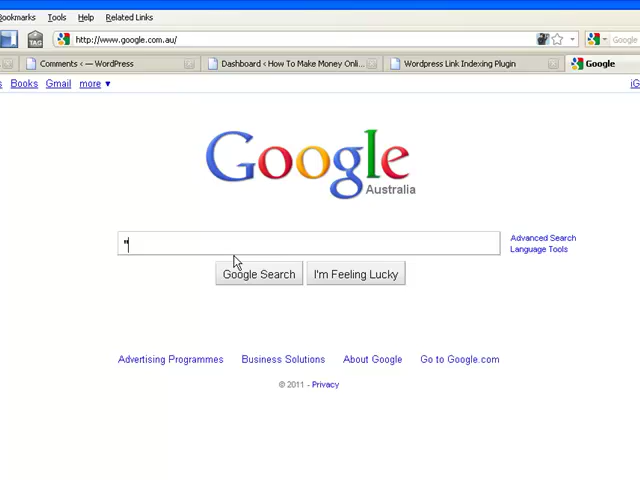 ookmarks Tools Help Related Links
TAG http://www.google.com.au/ Google
Comments ‹ — WordPress Dashboard ‹ How To Make Money Onli... Wordpress Link Indexing Plugin Google
s Books Gmail more ▼ iG
Google
Australia
"
Advanced Search
Language Tools
Google Search I'm Feeling Lucky
Advertising Programmes Business Solutions About Google Go to Google.com
© 2011 - Privacy